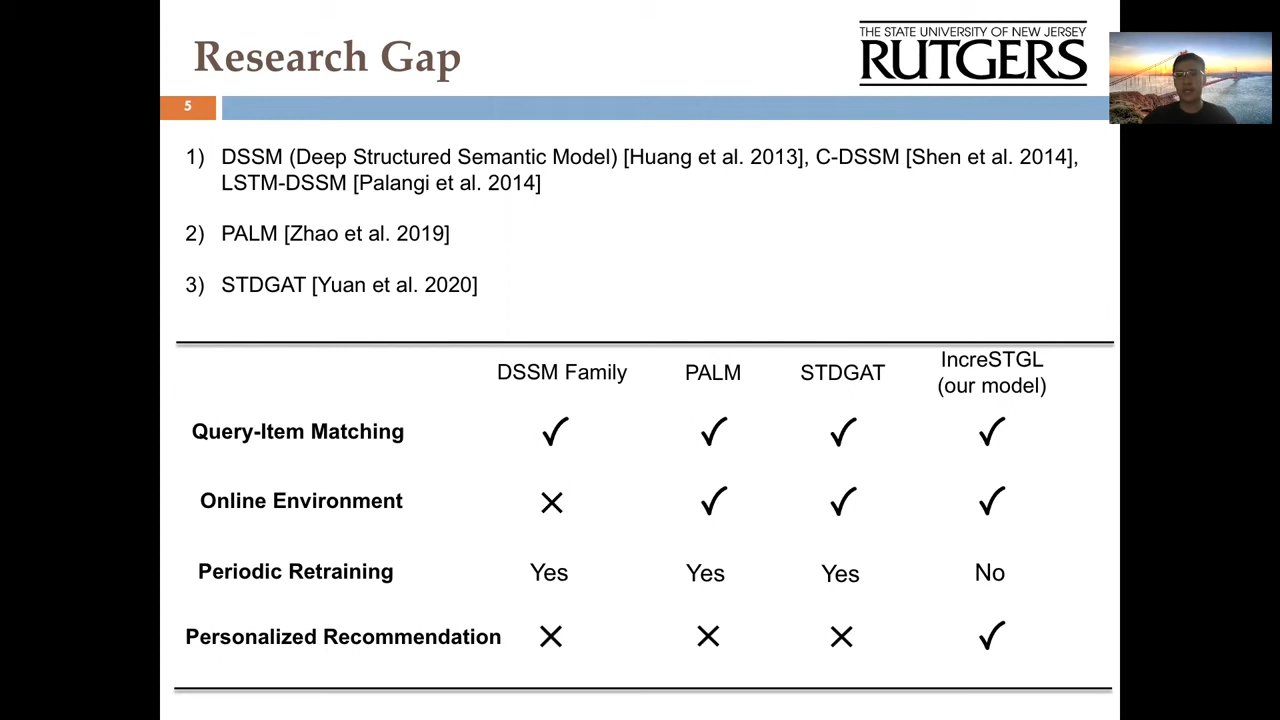 Research Gap
THE STATE UNIVERSITY OF NEW JERSEY
RUTGERS
5
1) DSSM (Deep Structured Semantic Model) [Huang et al. 2013], C-DSSM [Shen et al. 2014],
LSTM-DSSM [Palangi et al. 2014]
2) PALM [Zhao et al. 2019]
3) STDGAT [Yuan et al. 2020]
DSSM Family PALM STDGAT IncreSTGL
(our model)
Query-Item Matching ✓ ✓ ✓ ✓
Online Environment × ✓ ✓ ✓
Periodic Retraining Yes Yes Yes No
Personalized Recommendation × × × ✓